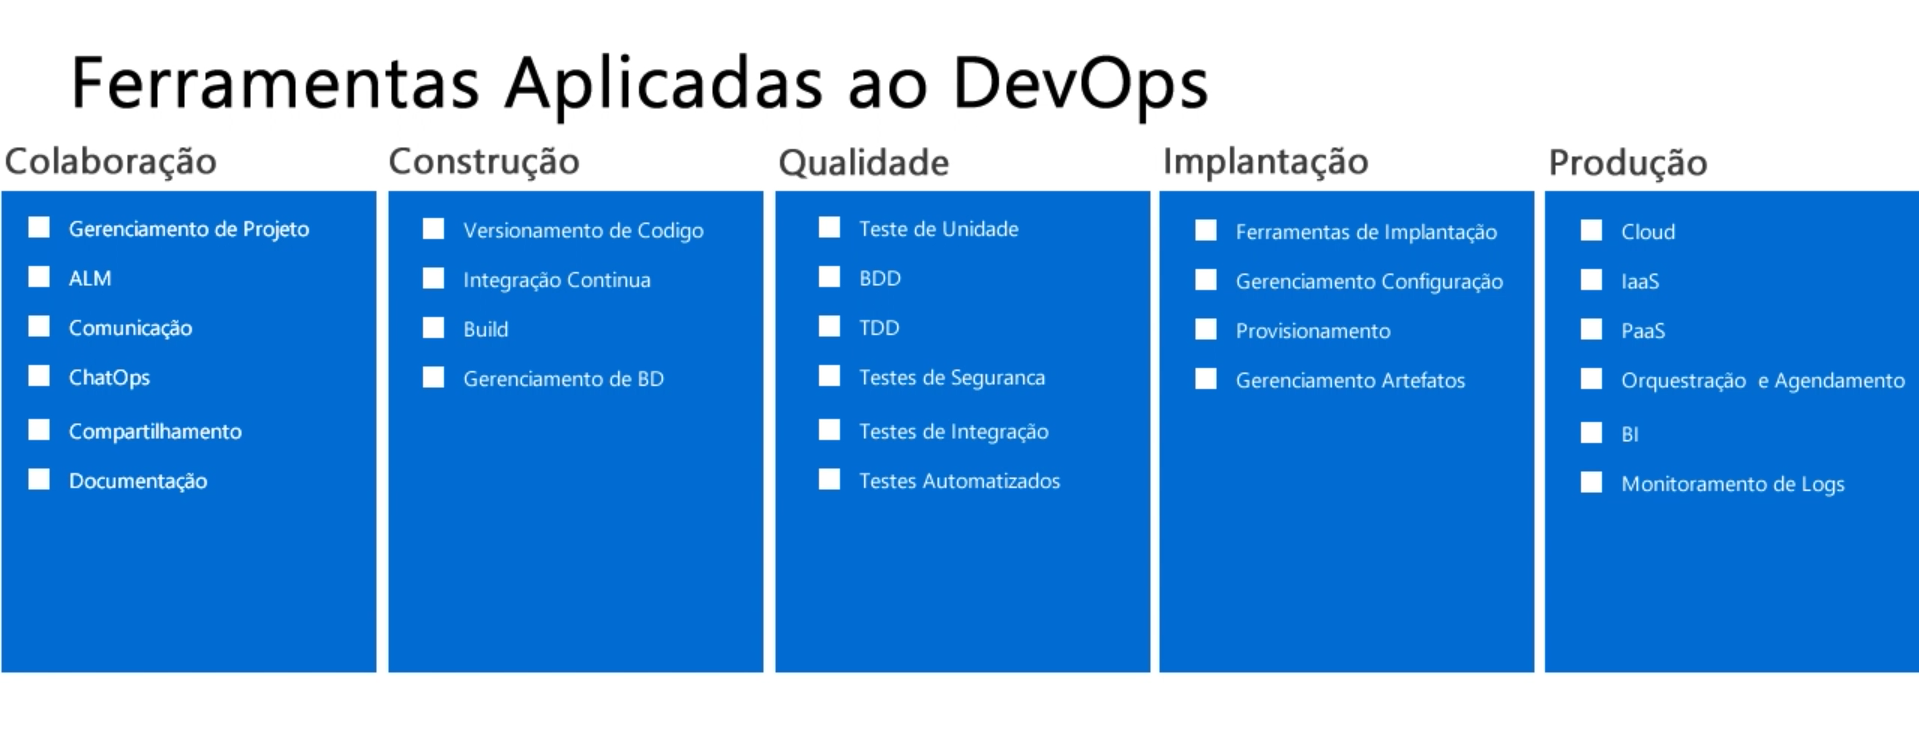 Ferramentas Aplicadas ao DevOps
Colaboração
Gerenciamento de Projeto
ALM
Comunicação
ChatOps
Compartilhamento
Documentação
Construção
Versionamento de Codigo
Integração Continua
Build
Gerenciamento de BD
Qualidade
Teste de Unidade
BDD
TDD
Testes de Seguranca
Testes de Integração
Testes Automatizados
Implantação
Ferramentas de Implantação
Gerenciamento Configuração
Provisionamento
Gerenciamento Artefatos
Produção
Cloud
IaaS
PaaS
Orquestração e Agendamento
BI
Monitoramento de Logs